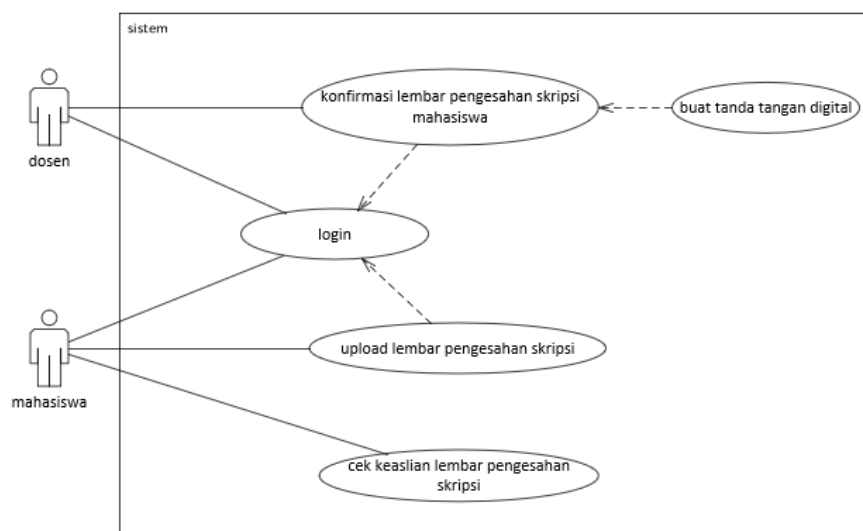 sistem
konfirmasi lembar pengesahan skripsi
mahasiswa
buat tanda tangan digital
dosen
login
upload lembar pengesahan skripsi
mahasiswa
cek keaslian lembar pengesahan
skripsi